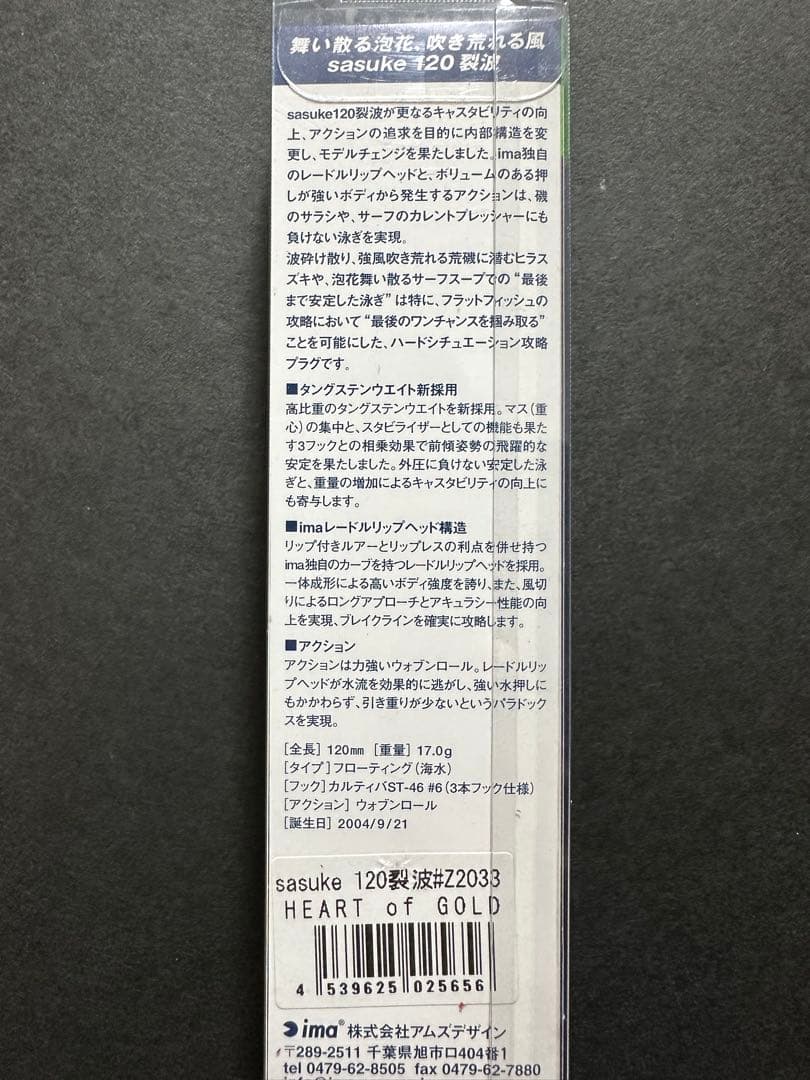 舞い散る泡花、吹き荒れる風
sasuke 120 裂波
sasuke120裂波が更なるキャスタビリティの向
上、アクションの追求を目的に内部構造を変
更し、モデルチェンジを果たしました。ima独自
のレードルリップヘッドと、ボリュームのある押
しが強いボディから発生するアクションは、磯
のサラシや、サーフのカレントプレッシャーにも
負けない泳ぎを実現。
波砕け散り、強風吹き荒れる荒磯に潜むヒラス
ズキや、泡花舞い散るサーフスープでの“最後
まで安定した泳ぎ”は特に、フラットフィッシュの
攻略において“最後のワンチャンスを掴み取る”
ことを可能にした、ハードシチュエーション攻略
プラグです。
■タングステンウエイト新採用
高比重のタングステンウエイトを新採用。マス(重
心)の集中と、スタビライザーとしての機能も果た
す3フックとの相乗効果で前傾姿勢の飛躍的な
安定を果たしました。外圧に負けない安定した泳
ぎと、重量の増加によるキャスタビリティの向上に
も寄与します。
■imaレードルリップヘッド構造
リップ付きルアーとリップレスの利点を併せ持つ
ima独自のカーブを持つレードルリップヘッドを採用。
一体成形による高いボディ強度を誇り、また、風切
りによるロングアプローチとアキュラシー性能の向
上を実現、ブレイクラインを確実に攻略します。
■アクション
アクションは力強いウォブンロール。レードルリッ
プヘッドが水流を効果的に逃がし、強い水押しに
もかかわらず、引き重りが少ないというパラドック
スを実現。
[全長] 120mm [重量] 17.0g
[タイプ]フローティング(海水)
[フック]カルティバST-46 #6(3本フック仕様)
[アクション] ウォブンロール
[誕生日] 2004/9/21
sasuke 120裂波#Z2033
HEART of GOLD
4 539625 025656
ima® 株式会社アムズデザイン
〒289-2511 千葉県旭市ロ404番1
tel 0479-62-8505 fax 0479-62-7880